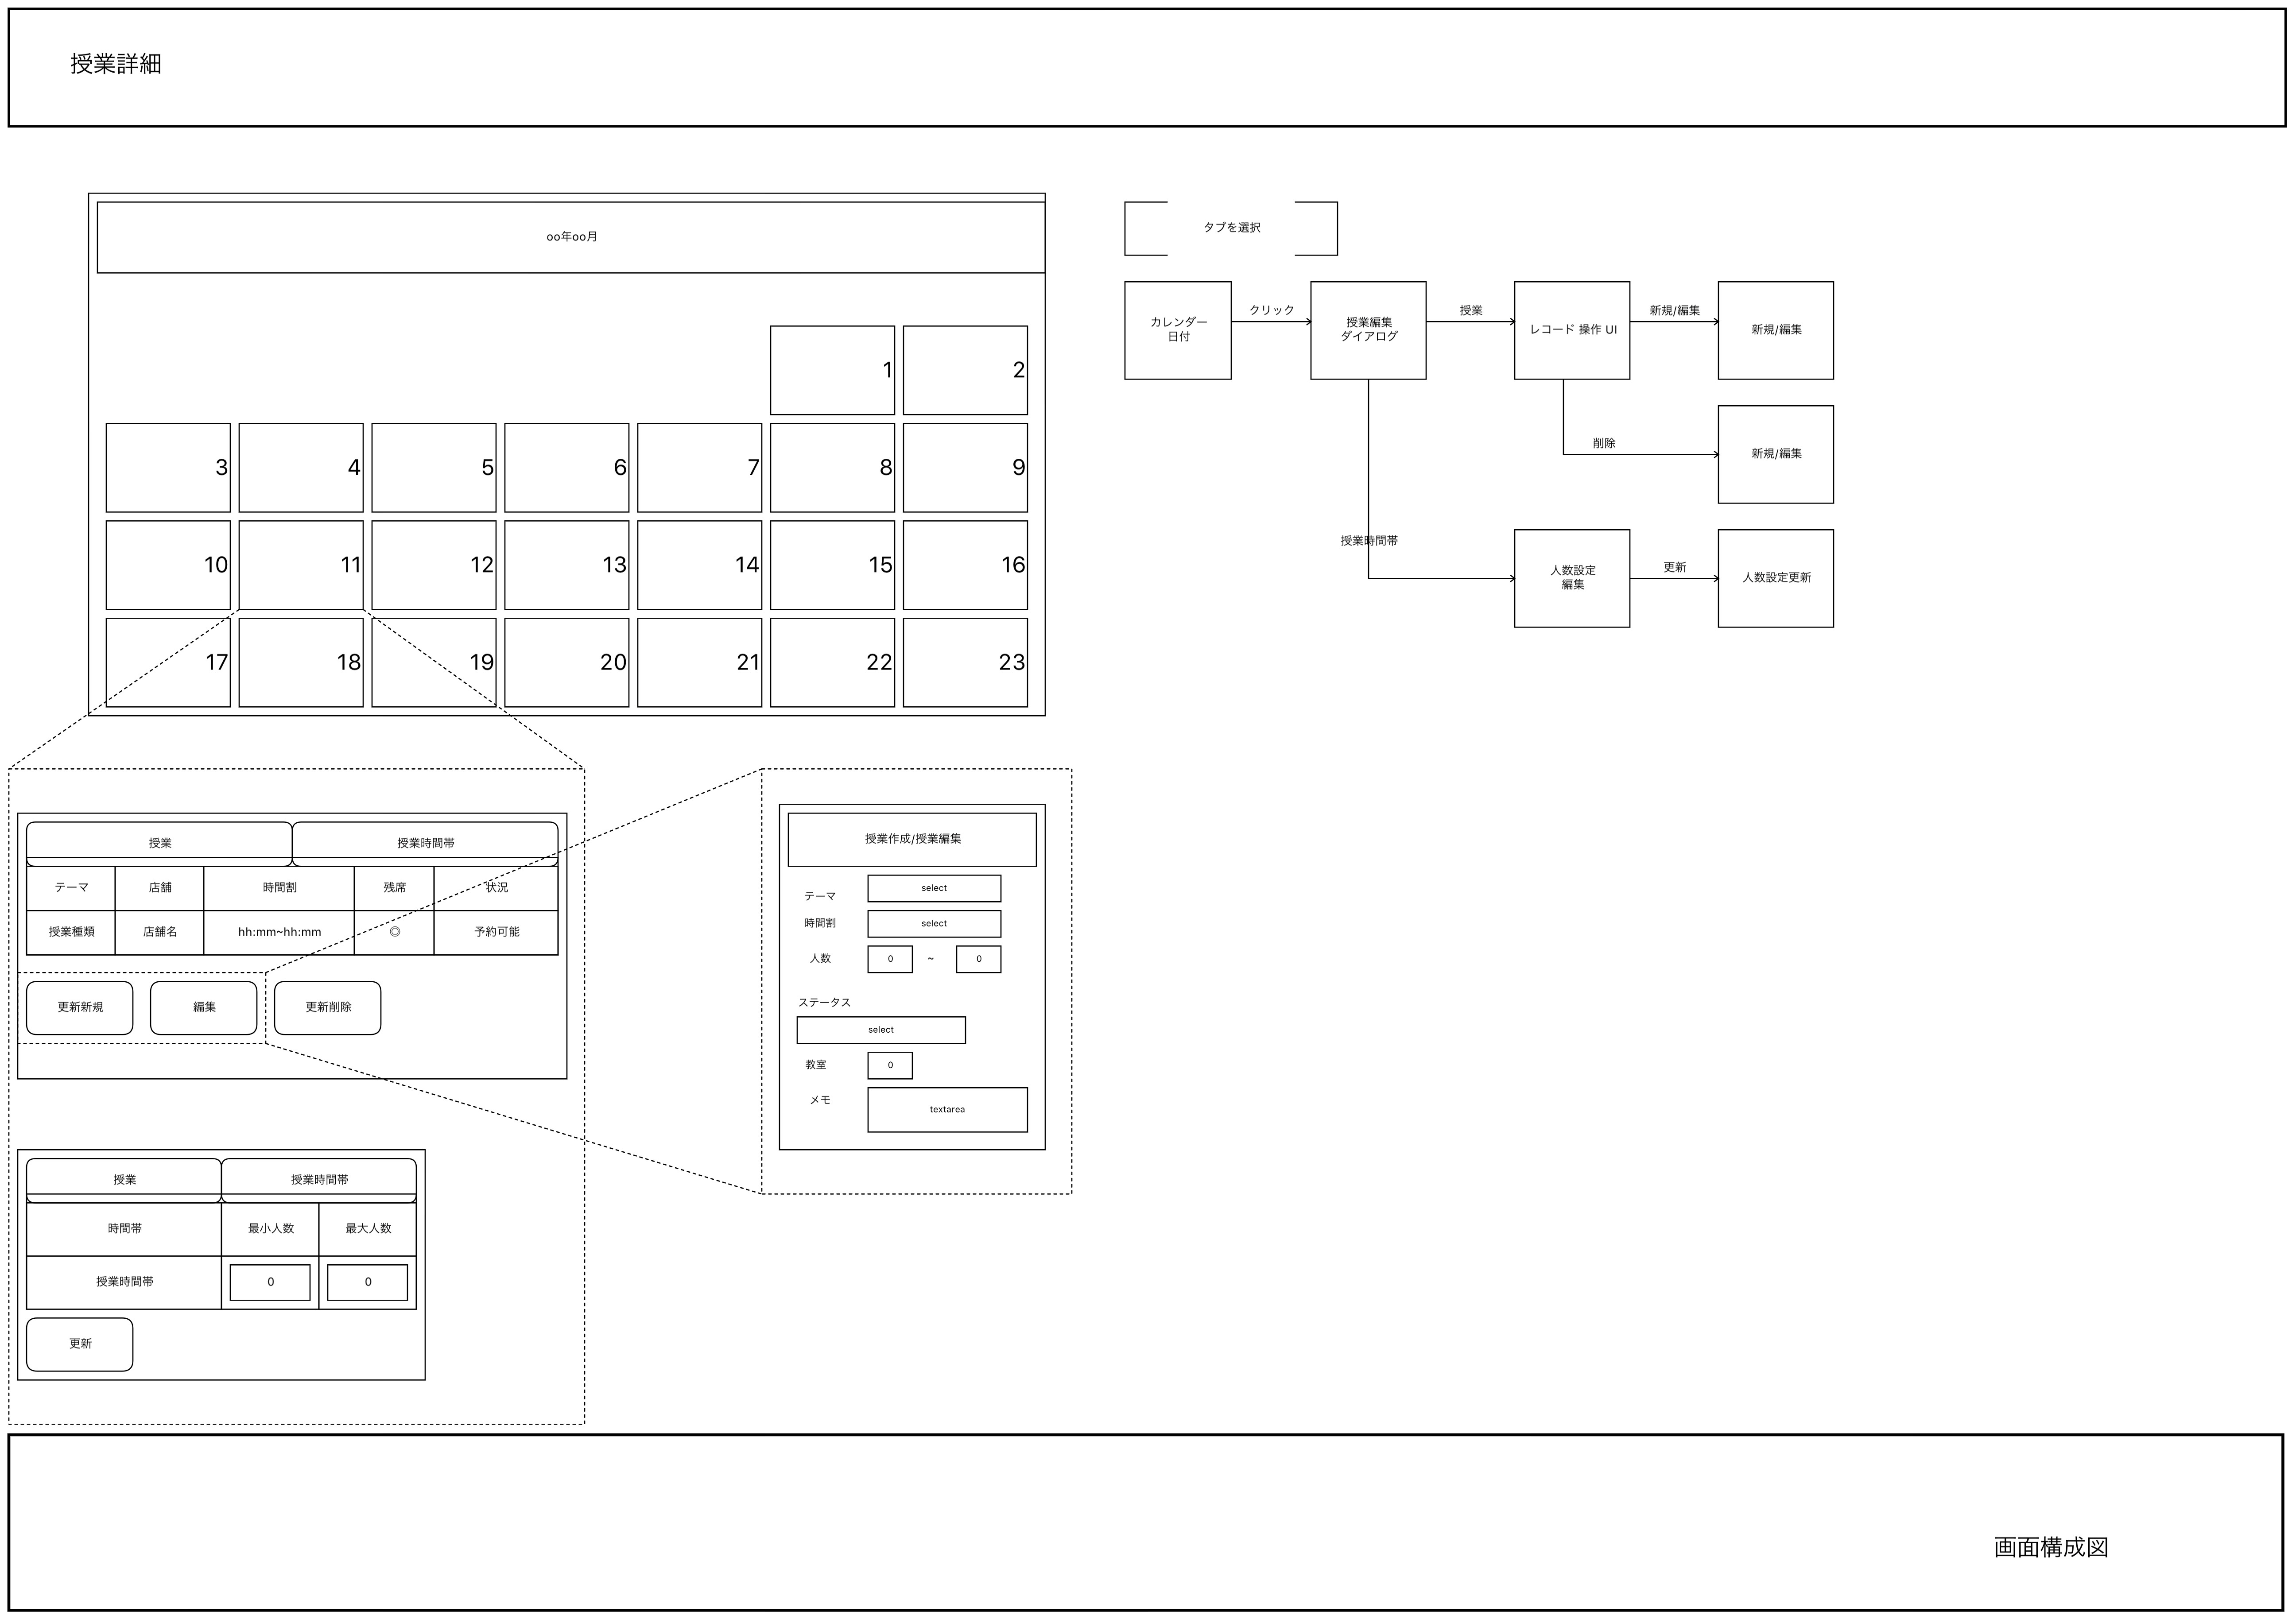 授業詳細
oo年oo月
1
2
3
4
5
6
7
8
9
10
11
12
13
14
15
16
17
18
19
20
21
22
23
タブを選択
カレンダー
日付
クリック
授業編集
ダイアログ
授業
レコード 操作 UI
新規/編集
新規/編集
削除
新規/編集
授業時間帯
人数設定
編集
更新
人数設定更新
授業
授業時間帯
テーマ
店舗
時間割
残席
状況
授業種類
店舗名
hh:mm~hh:mm
◎
予約可能
更新新規
編集
更新削除
授業
授業時間帯
時間帯
最小人数
最大人数
授業時間帯
0
0
更新
授業作成/授業編集
テーマ
select
時間割
select
人数
0
~
0
ステータス
select
教室
0
メモ
textarea
画面構成図